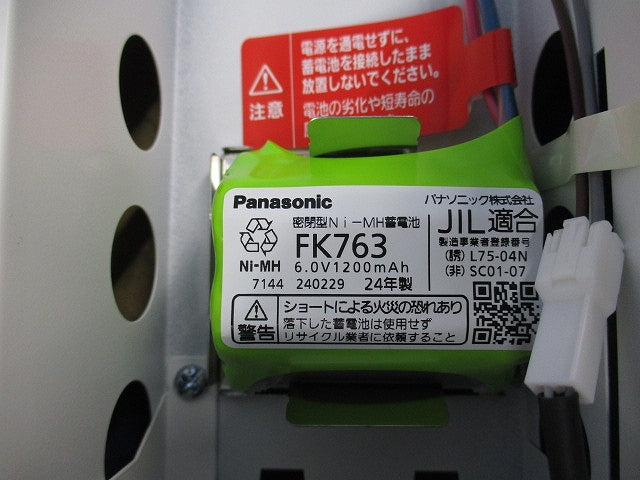 電源を通電せずに、
蓄電池を接続したまま
放置しないでください。
注意
電池の劣化や短寿命の
Panasonic
パナソニック株式会社
密閉型Ni-MH蓄電池
JIL適合
FK763
製造事業者登録番号
Ni-MH
6.0V1200mAh
(誘) L75-04N
7144 240229 24年製
(非) SC01-07
警告
ショートによる火災の恐れあり
落下した蓄電池は使用せず
リサイクル業者に依頼すること